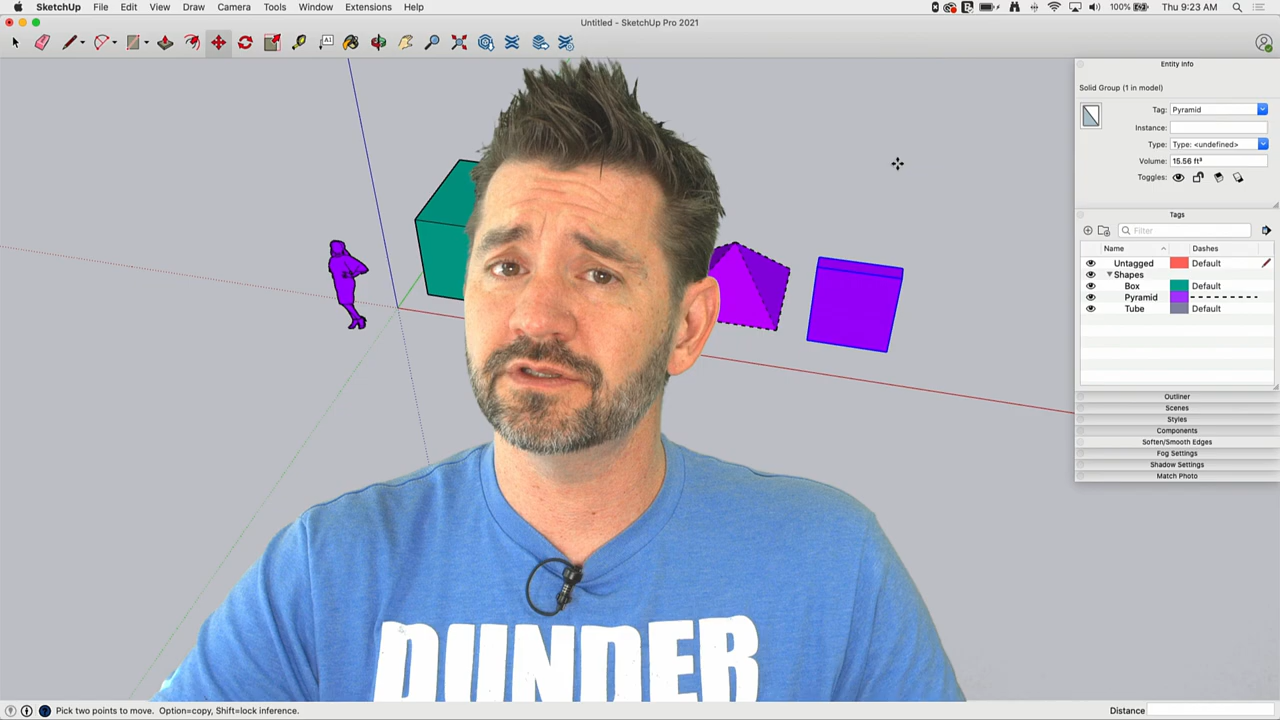 SketchUp File Edit View Draw Camera Tools Window Extensions Help 100% Thu 9:23 AM
Untitled - SketchUp Pro 2021
Entity Info
Solid Group (1 in model)
Tag: Pyramid
Instance:
Type: Type: <undefined>
Volume: 15.56 ft³
Toggles:
Tags
Filter
Name Dashes
Untagged Default
Shapes
Box Default
Pyramid
Tube Default
Outliner
Scenes
Styles
Components
Soften/Smooth Edges
Fog Settings
Shadow Settings
Match Photo
DUNDER
Pick two points to move. Option=copy, Shift=lock inference. Distance